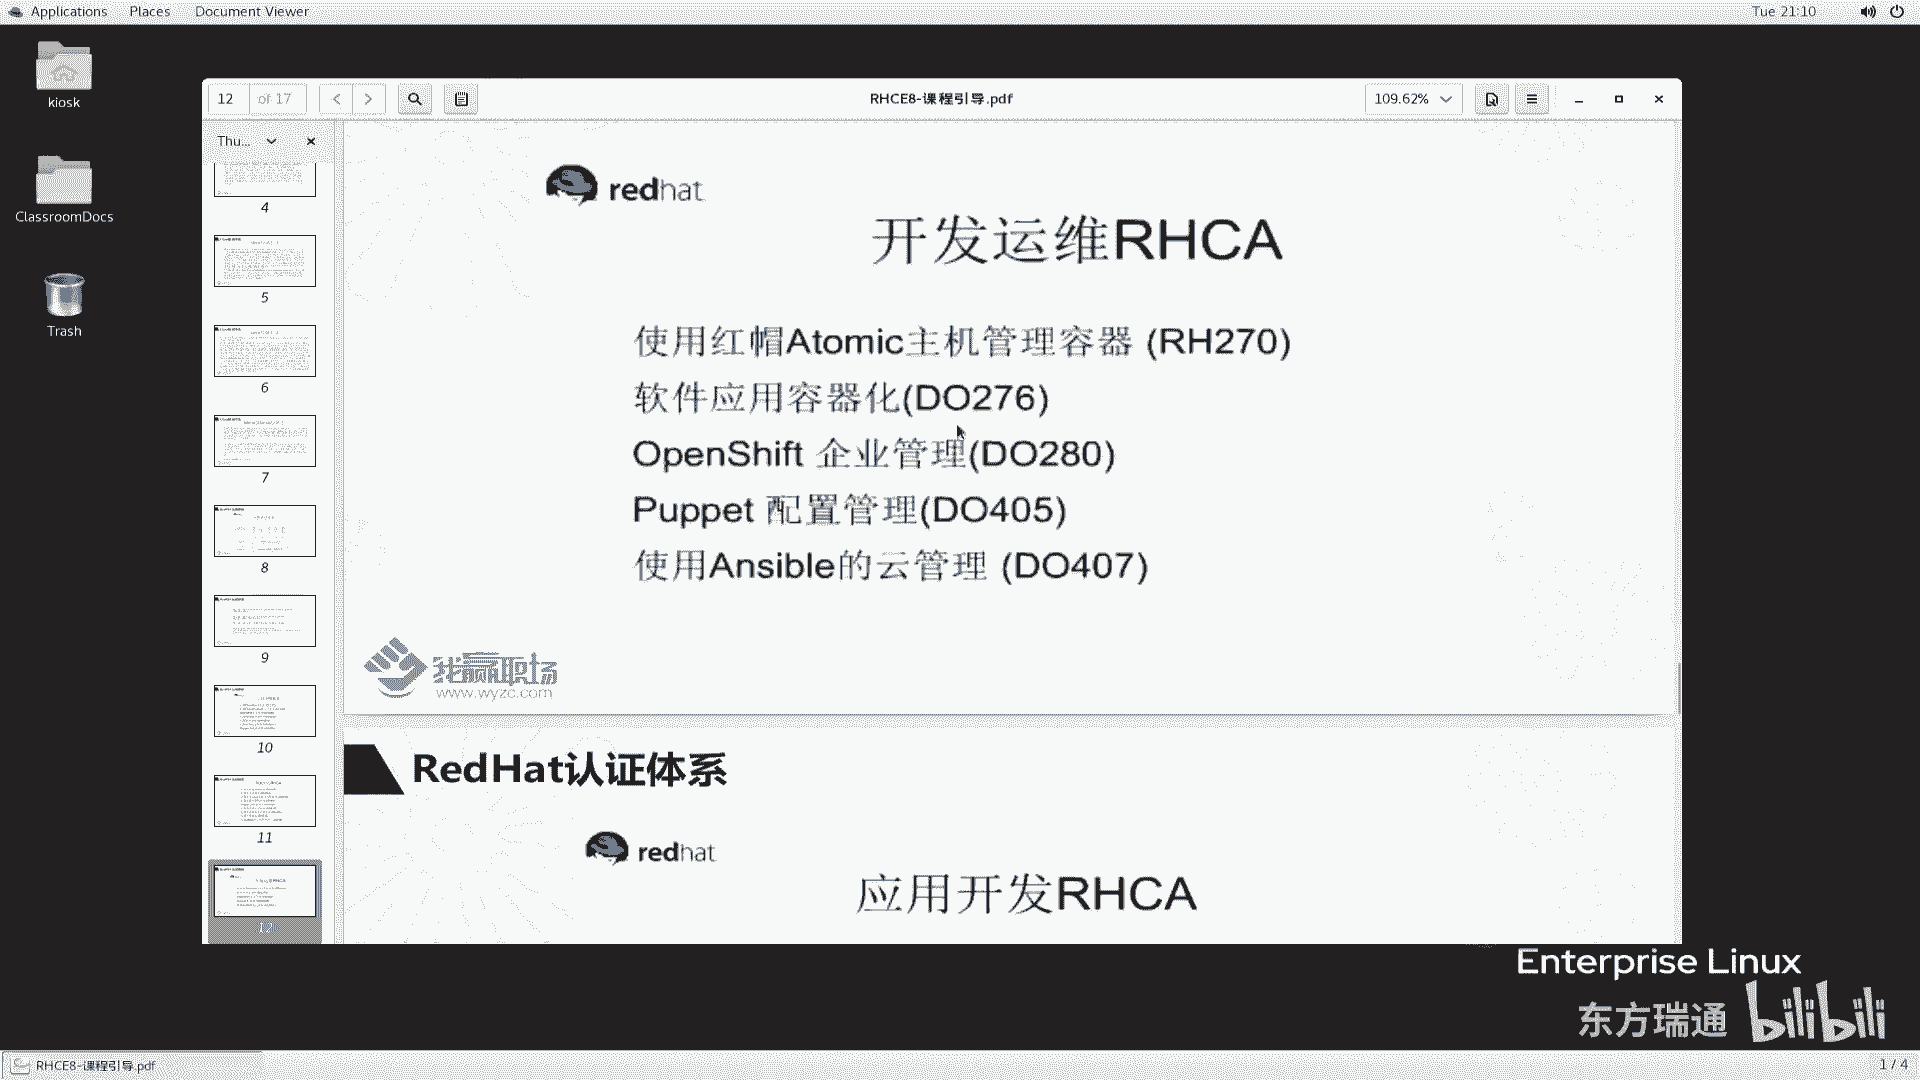 Applications Places Document Viewer Tue 21:10
kiosk
ClassroomDocs
Trash
12 of 17 RHCE8-课程引导.pdf 109.62%
Thu...
4
5
6
7
8
9
10
11
12
redhat
开发运维RHCA
使用红帽Atomic主机管理容器 (RH270)
软件应用容器化(DO276)
OpenShift 企业管理(DO280)
Puppet 配置管理(DO405)
使用Ansible的云管理 (DO407)
我赢职场
www.wyzc.com
RedHat认证体系
redhat
应用开发RHCA
Enterprise Linux
东方瑞通 bilibili
RHCE8-课程引导.pdf 1 / 4